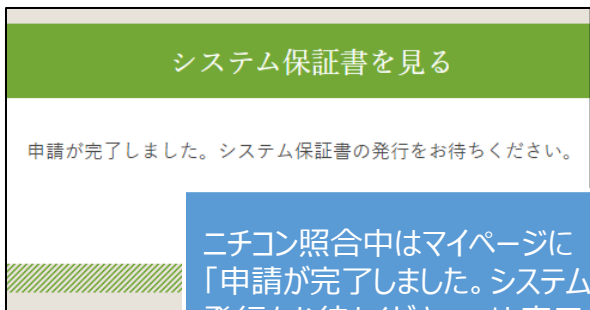 システム保証書を見る
申請が完了しました。システム保証書の発行をお待ちください。
ニチコン照合中はマイページに
「申請が完了しました。システム